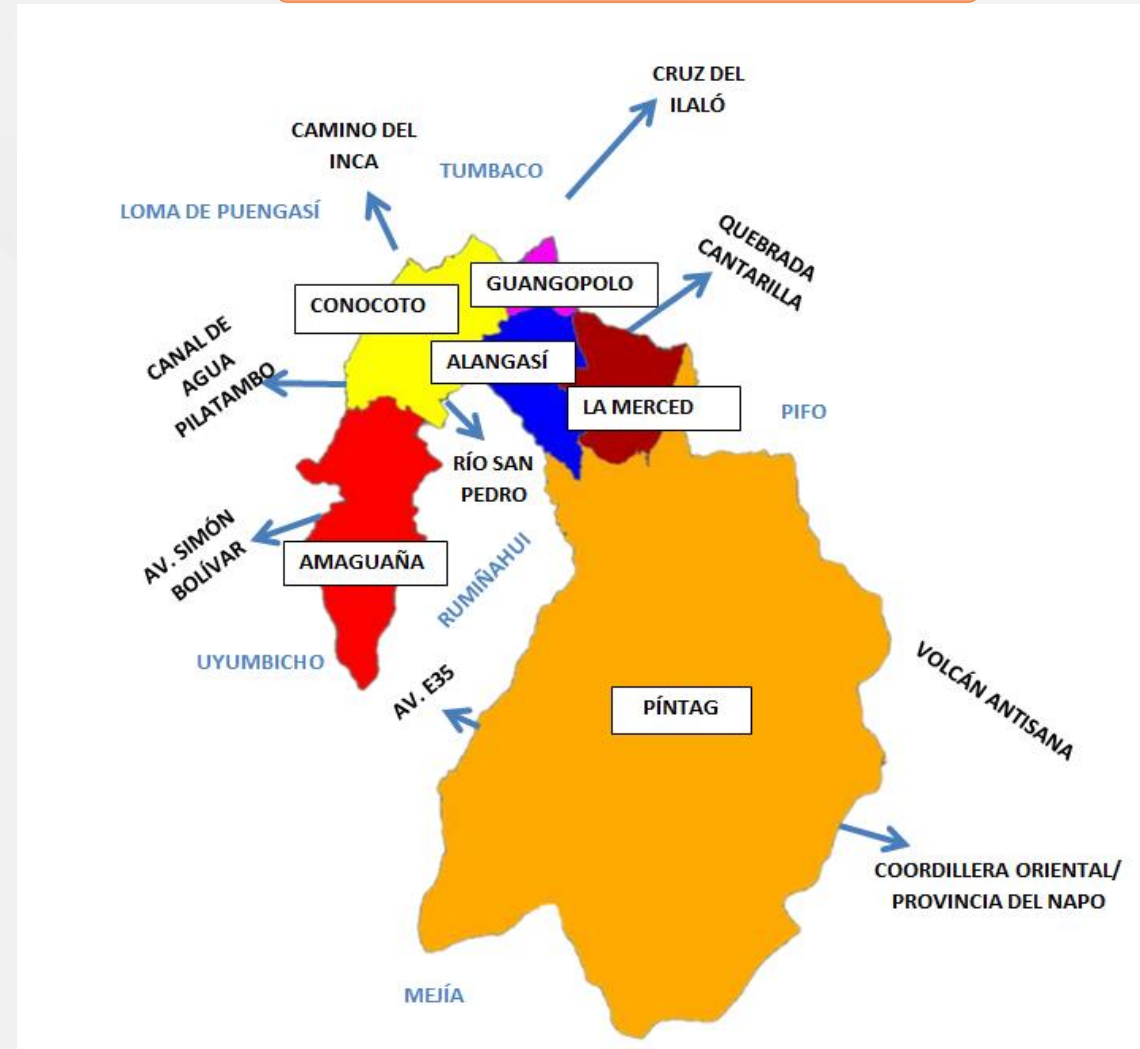 CRUZ DEL
ILALÓ
CAMINO DEL
INCA
TUMBACO
LOMA DE PUENGASÍ
QUEBRADA
CANTARILLA
GUANGOPOLO
CONOCOTO
CANAL DE
AGUA
PILATAMBO
ALANGASÍ
LA MERCED
PIFO
RÍO SAN
PEDRO
AV. SIMÓN
BOLÍVAR
AMAGUAÑA
RUMIÑAHUI
UYUMBICHO
AV. E35
PÍNTAG
VOLCÁN ANTISANA
COORDILLERA ORIENTAL/
PROVINCIA DEL NAPO
MEJÍA